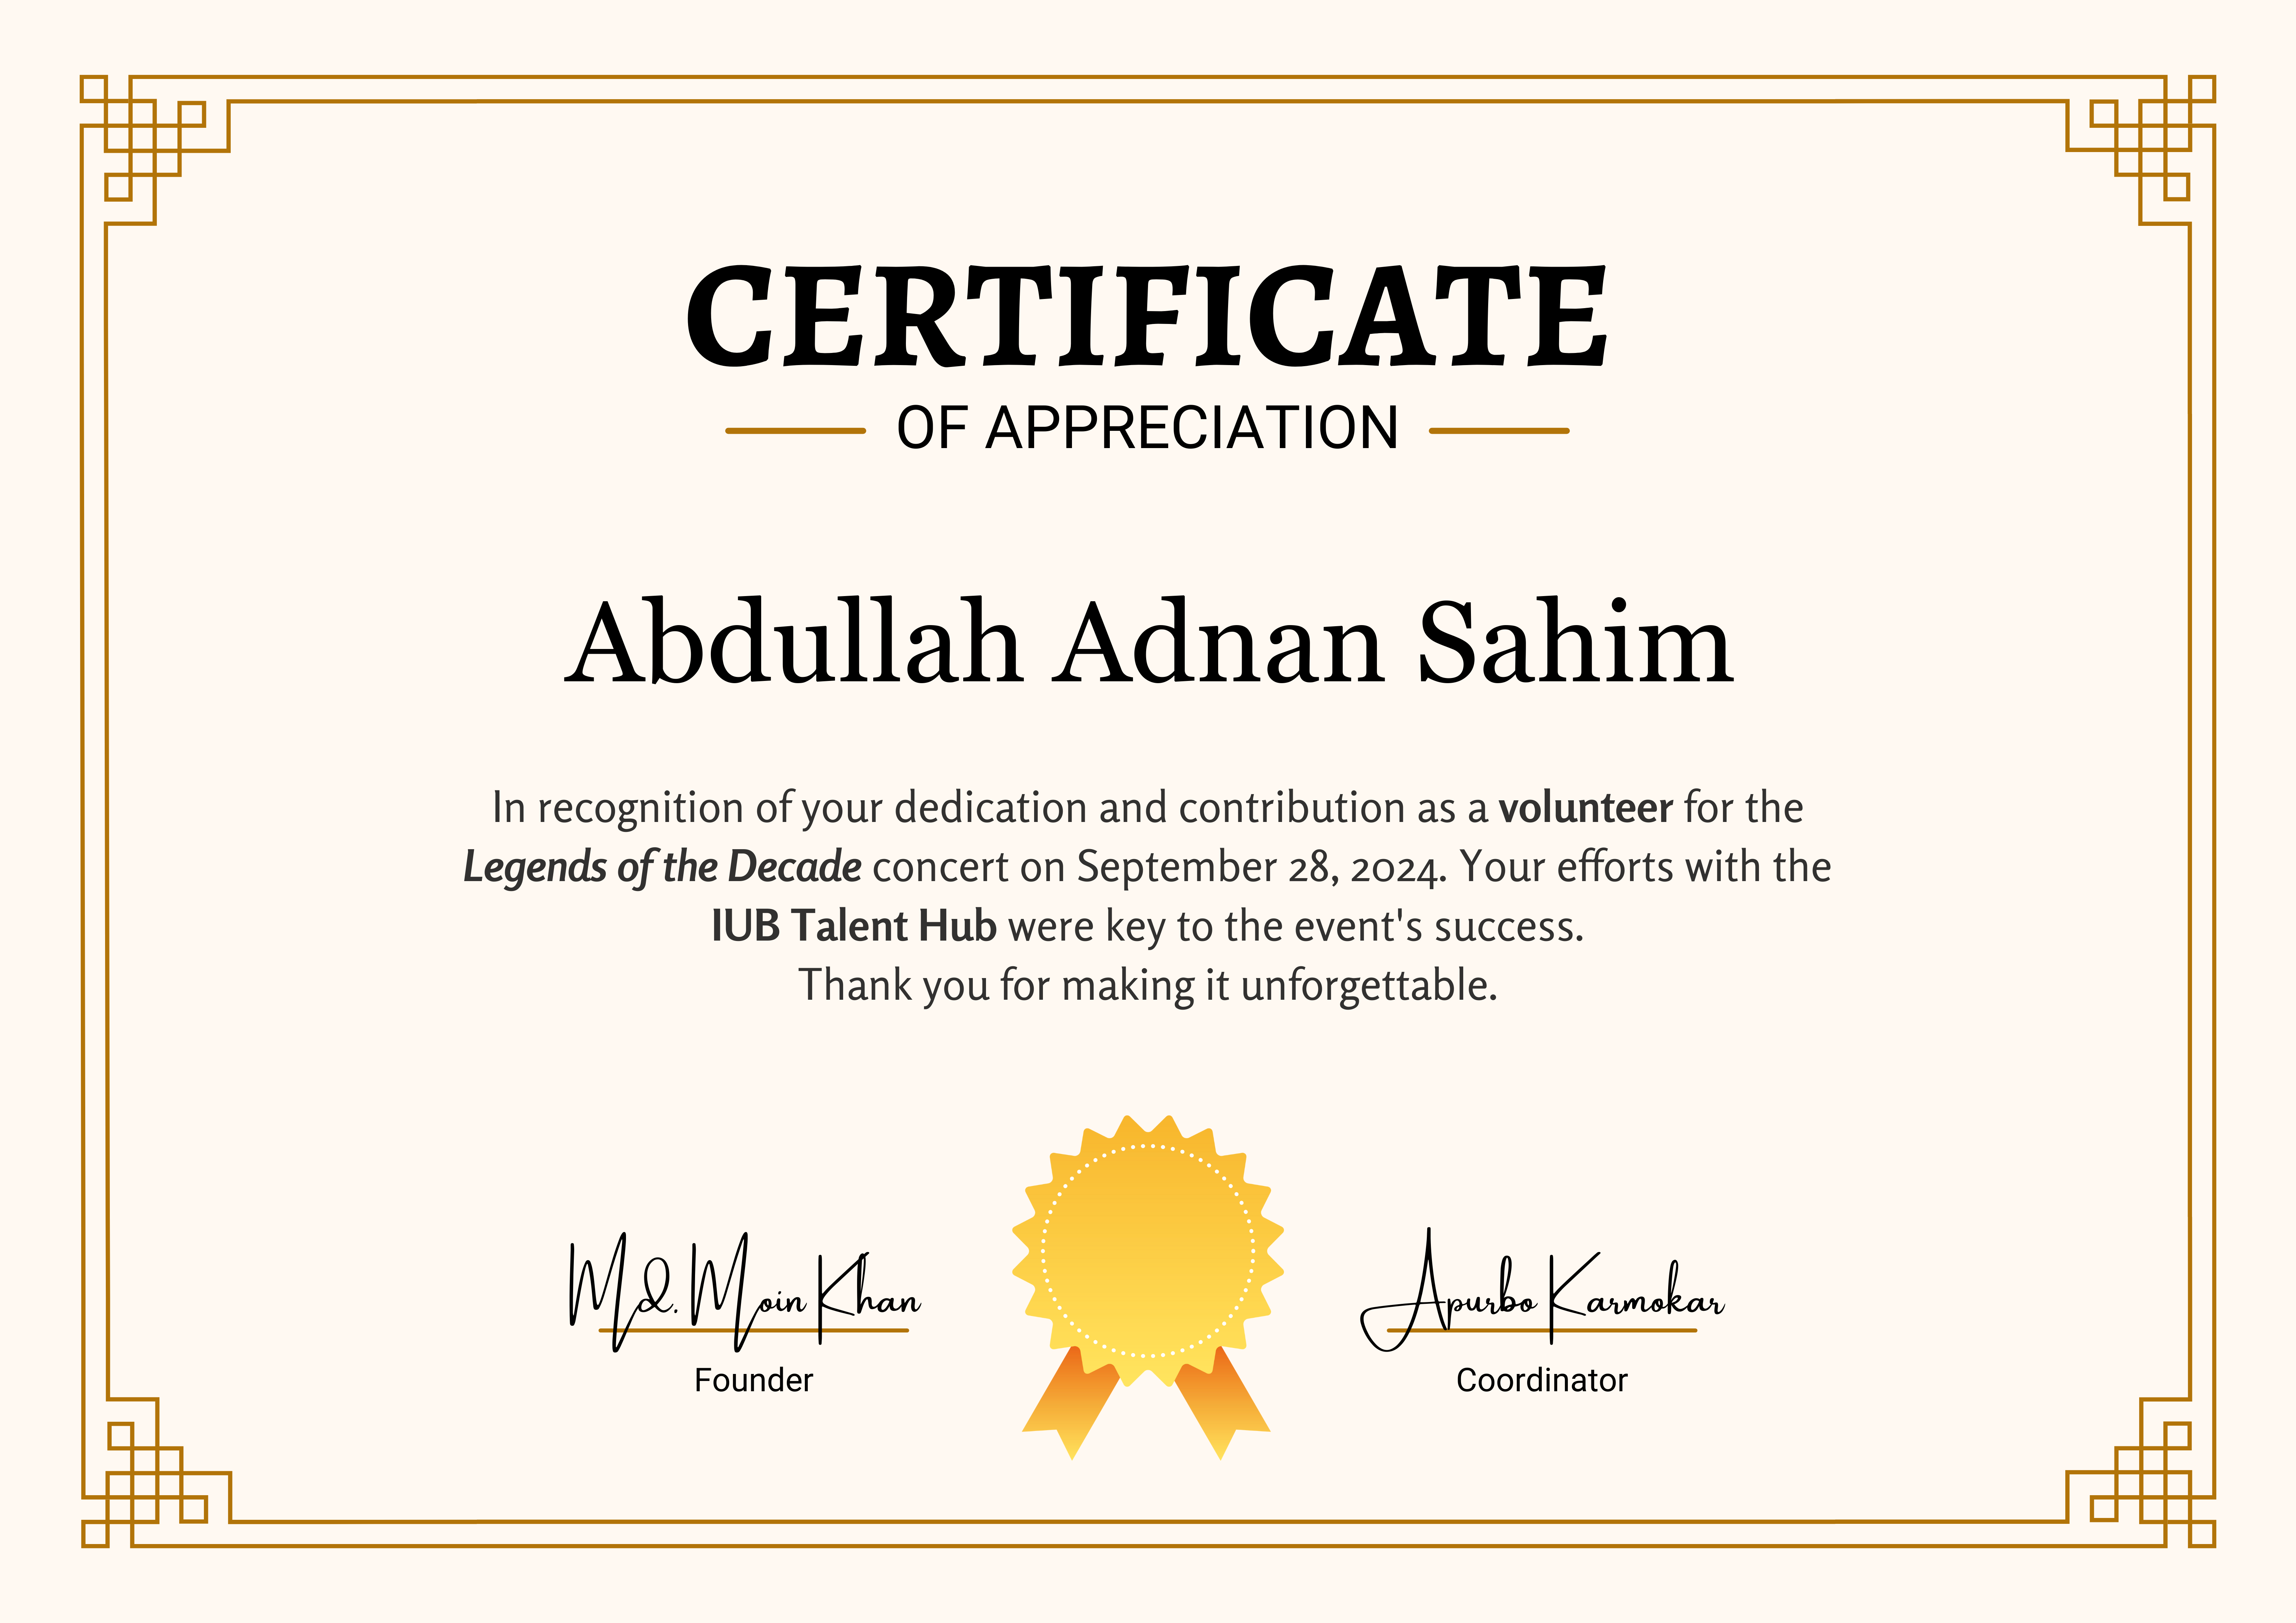 CERTIFICATE
OF APPRECIATION
Abdullah Adnan Sahim
In recognition of your dedication and contribution as a volunteer for the
Legends of the Decade concert on September 28, 2024. Your efforts with the
IUB Talent Hub were key to the event's success.
Thank you for making it unforgettable.
Md. Moin Khan
Founder
Apurbo Karmokar
Coordinator